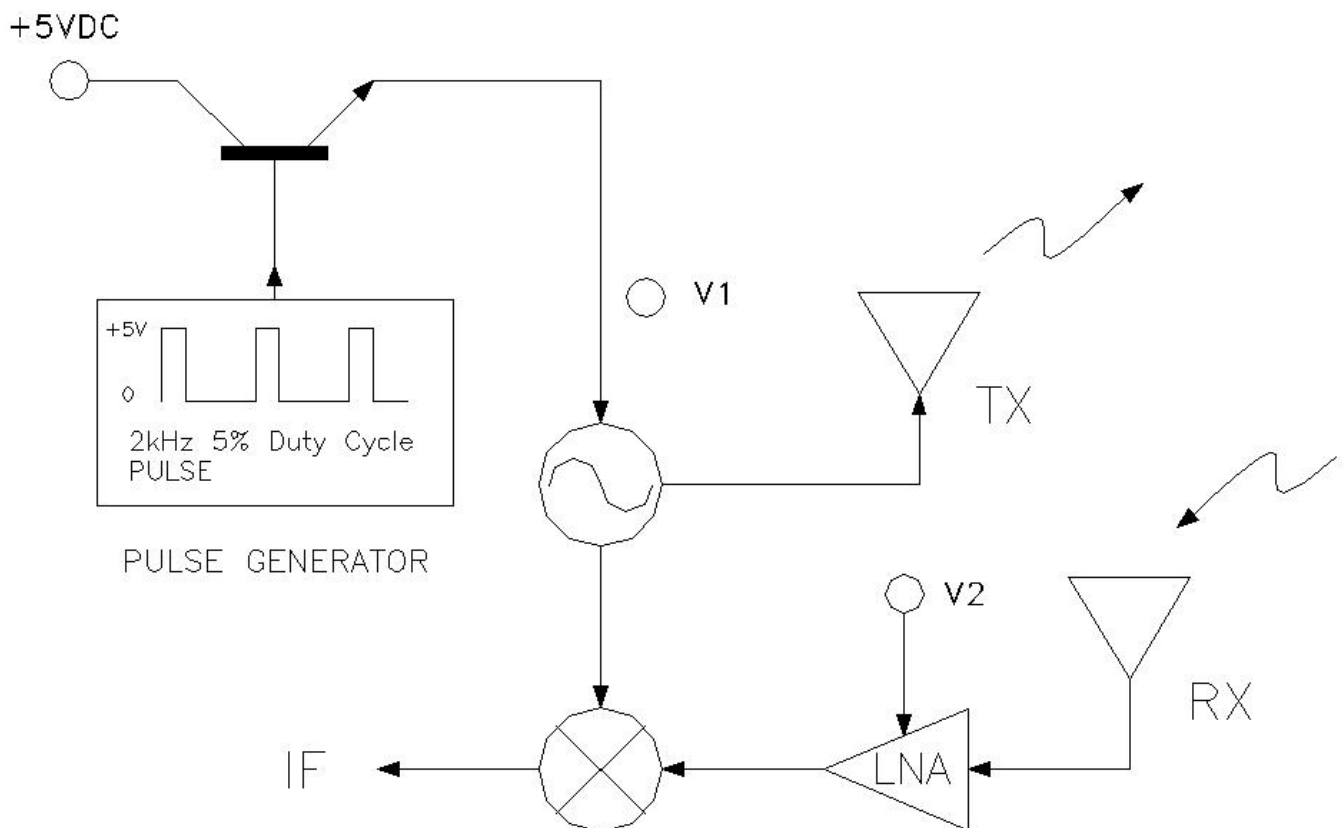 +5VDC
V1
+5V
0
2kHz 5% Duty Cycle
PULSE
TX
PULSE GENERATOR
V2
RX
LNA
IF